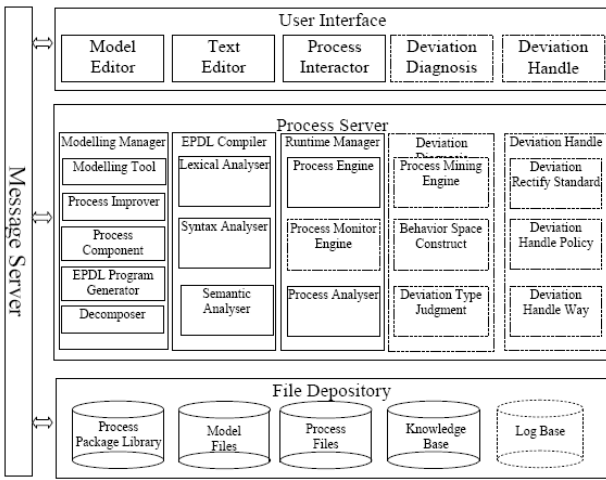 Message Server
User Interface
Model
Editor
Text
Editor
Process
Interactor
Deviation
Diagnosis
Deviation
Handle
Process Server
Modelling Manager
Modelling Tool
Process Improver
Process
Component
EPDL Program
Generator
Decomposer
EPDL Compiler
Lexical Analyser
Syntax Analyser
Semantic
Analyser
Runtime Manager
Process Engine
Process Monitor
Engine
Process Analyser
Deviation
Process Mining
Engine
Behavior Space
Construct
Deviation Type
Judgment
Deviation Handle
Deviation
Rectify Standard
Deviation
Handle Policy
Deviation
Handle Way
File Depository
Process
Package Library
Model
Files
Process
Files
Knowledge
Base
Log Base